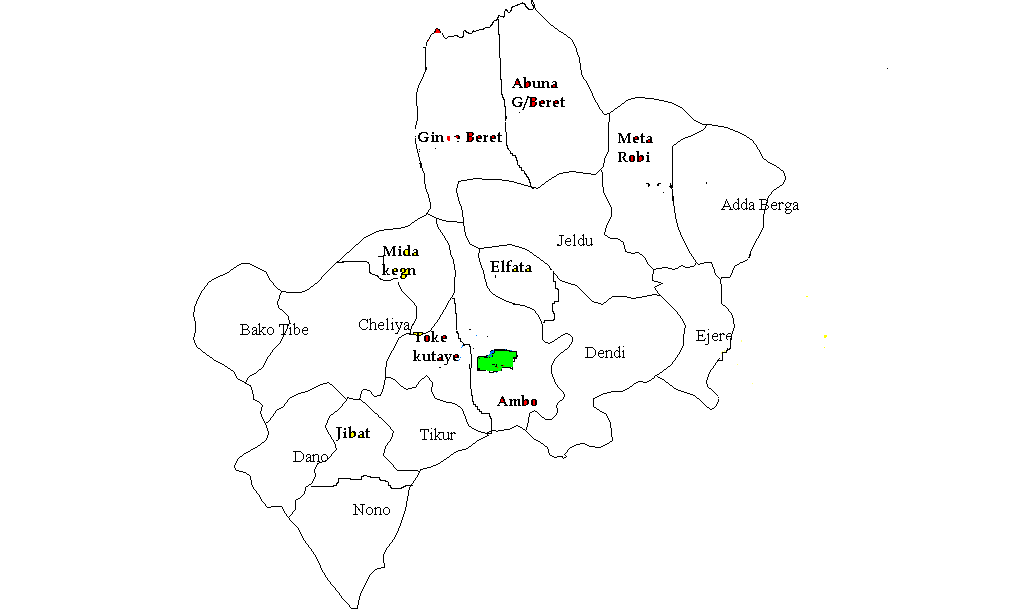 Abuna
G/Beret
Beret
Meta
Robi
Adda Berga
Jeldu
Mida
kegn
Elfata
Bako Tibe
Cheliya
Toke
kutaye
Dendi
Ejere
Ambo
Jibat
Tikur
Dano
Nono